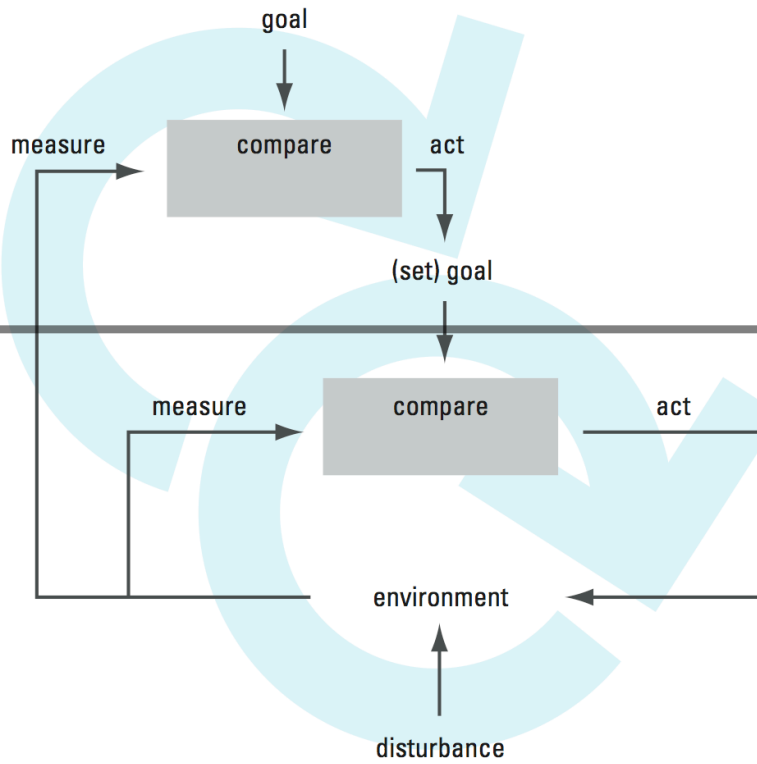 goal
measure
compare
act
(set) goal
measure
compare
act
environment
disturbance